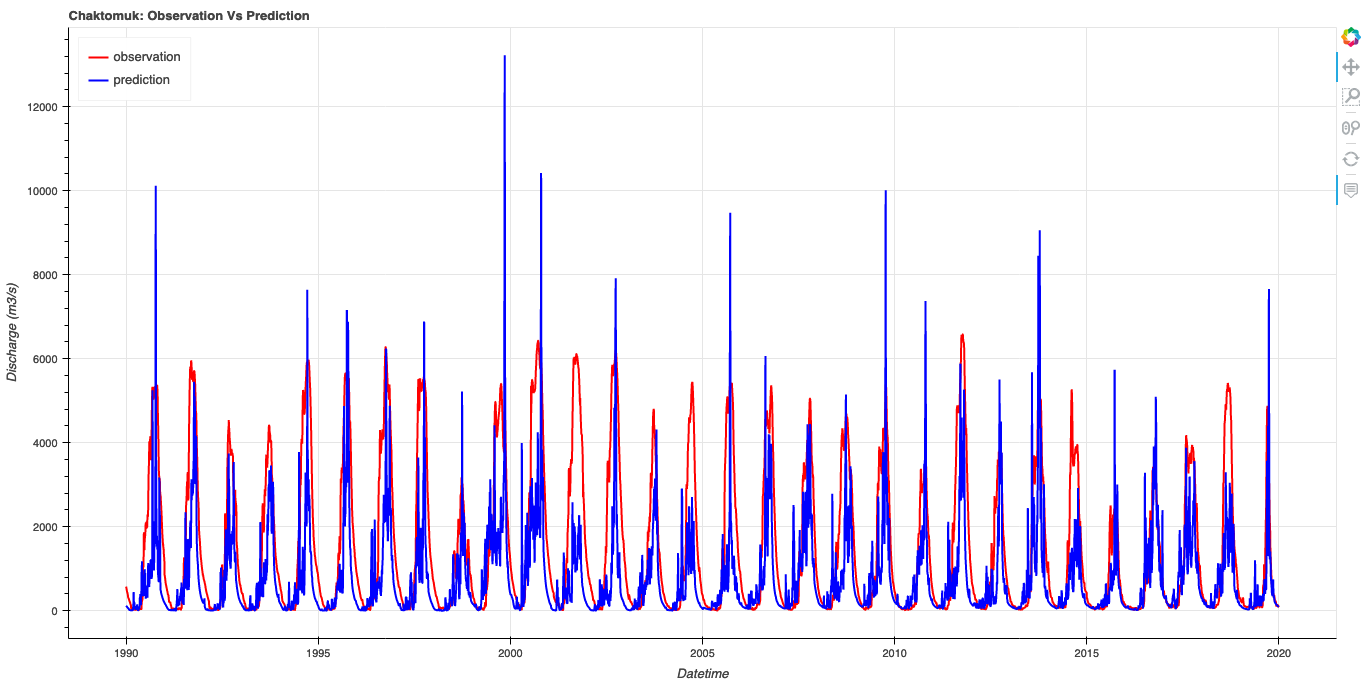 Chaktomuk: Observation Vs Prediction
observation
prediction
12000
10000
8000
6000
4000
2000
0
Discharge (m3/s)
1990
1995
2000
2005
2010
2015
2020
Datetime